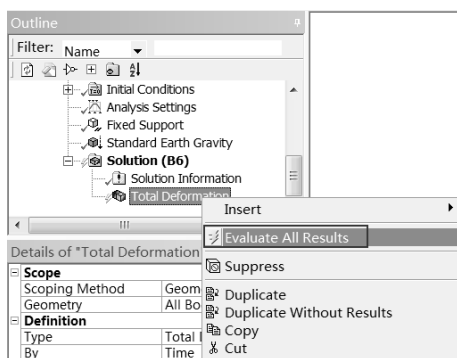 Outline
Filter: Name
Initial Conditions
Analysis Settings
Fixed Support
Standard Earth Gravity
Solution (B6)
Solution Information
Total Deformation
Insert
Evaluate All Results
Suppress
Duplicate
Duplicate Without Results
Copy
Cut
Details of "Total Deformation
Scope
Scoping Method Geom
Geometry All Bo
Definition
Type Total
By Time